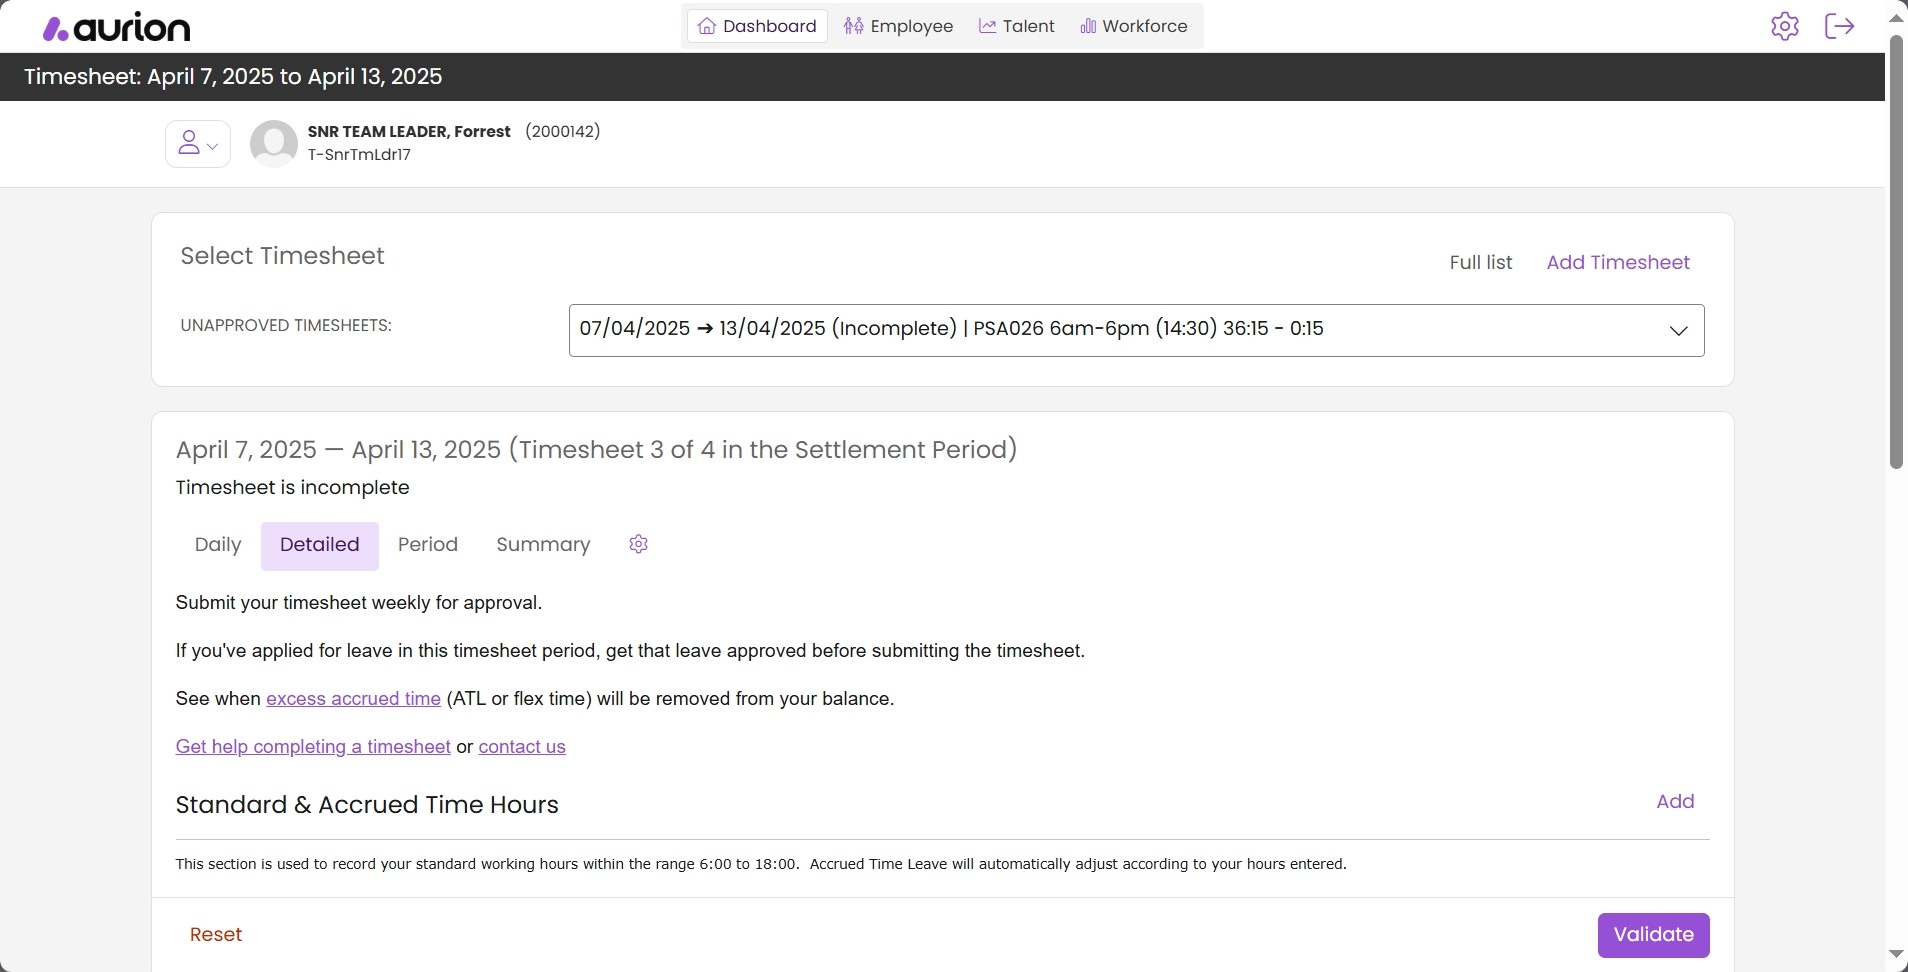 aurion
Dashboard
Employee
Talent
Workforce
Timesheet: April 7, 2025 to April 13, 2025
SNR TEAM LEADER, Forrest (2000142)
T-SnrTmLdr17
Select Timesheet
Full list
Add Timesheet
UNAPPROVED TIMESHEETS:
07/04/2025 ➔ 13/04/2025 (Incomplete) | PSA026 6am-6pm (14:30) 36:15 - 0:15
April 7, 2025 — April 13, 2025 (Timesheet 3 of 4 in the Settlement Period)
Timesheet is incomplete
Daily
Detailed
Period
Summary
Submit your timesheet weekly for approval.
If you've applied for leave in this timesheet period, get that leave approved before submitting the timesheet.
See when excess accrued time (ATL or flex time) will be removed from your balance.
Get help completing a timesheet or contact us
Standard & Accrued Time Hours
Add
This section is used to record your standard working hours within the range 6:00 to 18:00.  Accrued Time Leave will automatically adjust according to your hours entered.
Reset
Validate